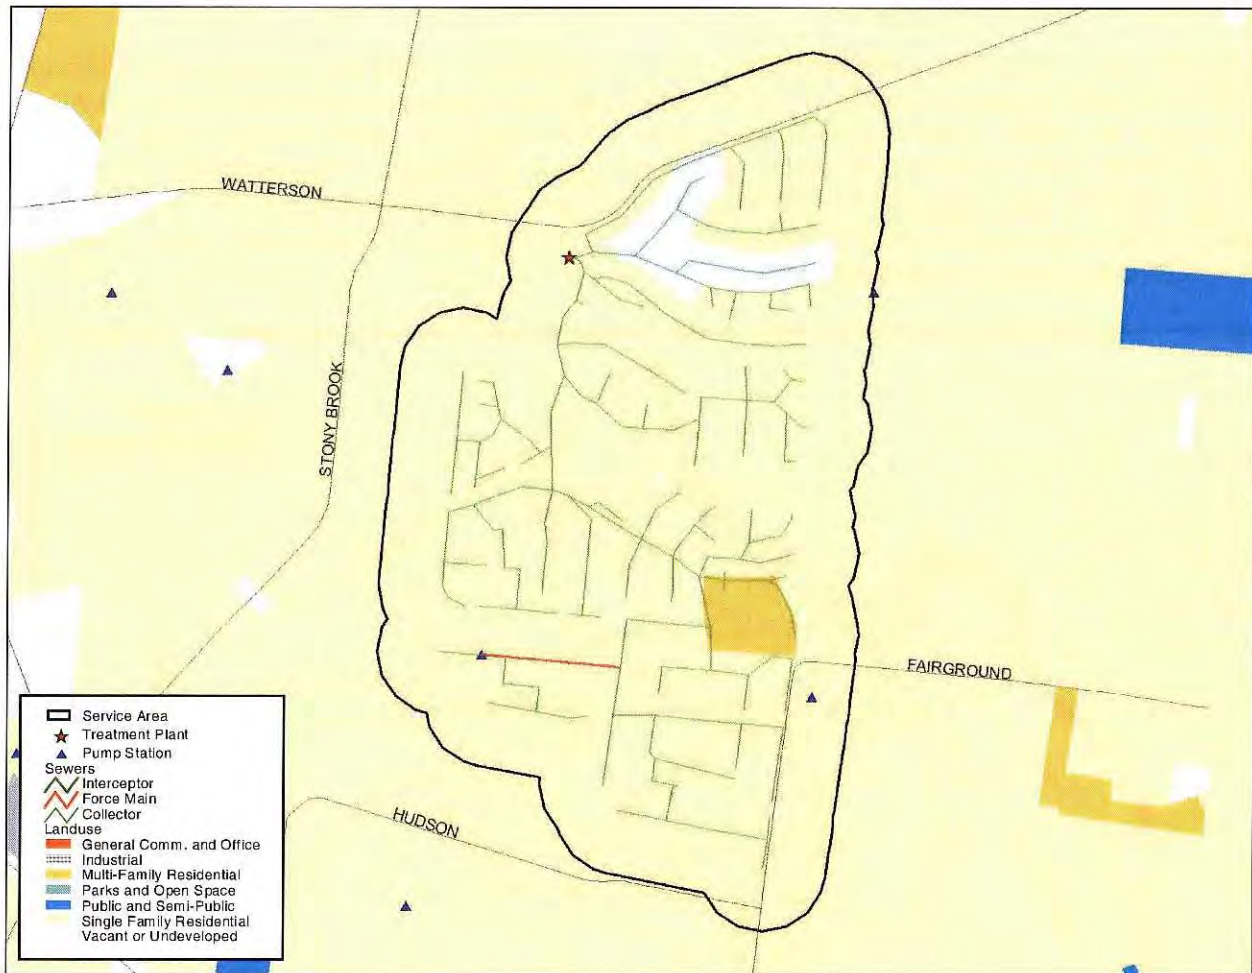 WATTERSON
STONY BROOK
FAIRGROUND
HUDSON
Service Area
Treatment Plant
Pump Station
Sewers
Interceptor
Force Main
Collector
Landuse
General Comm. and Office
Industrial
Multi-Family Residential
Parks and Open Space
Public and Semi-Public
Single Family Residential
Vacant or Undeveloped